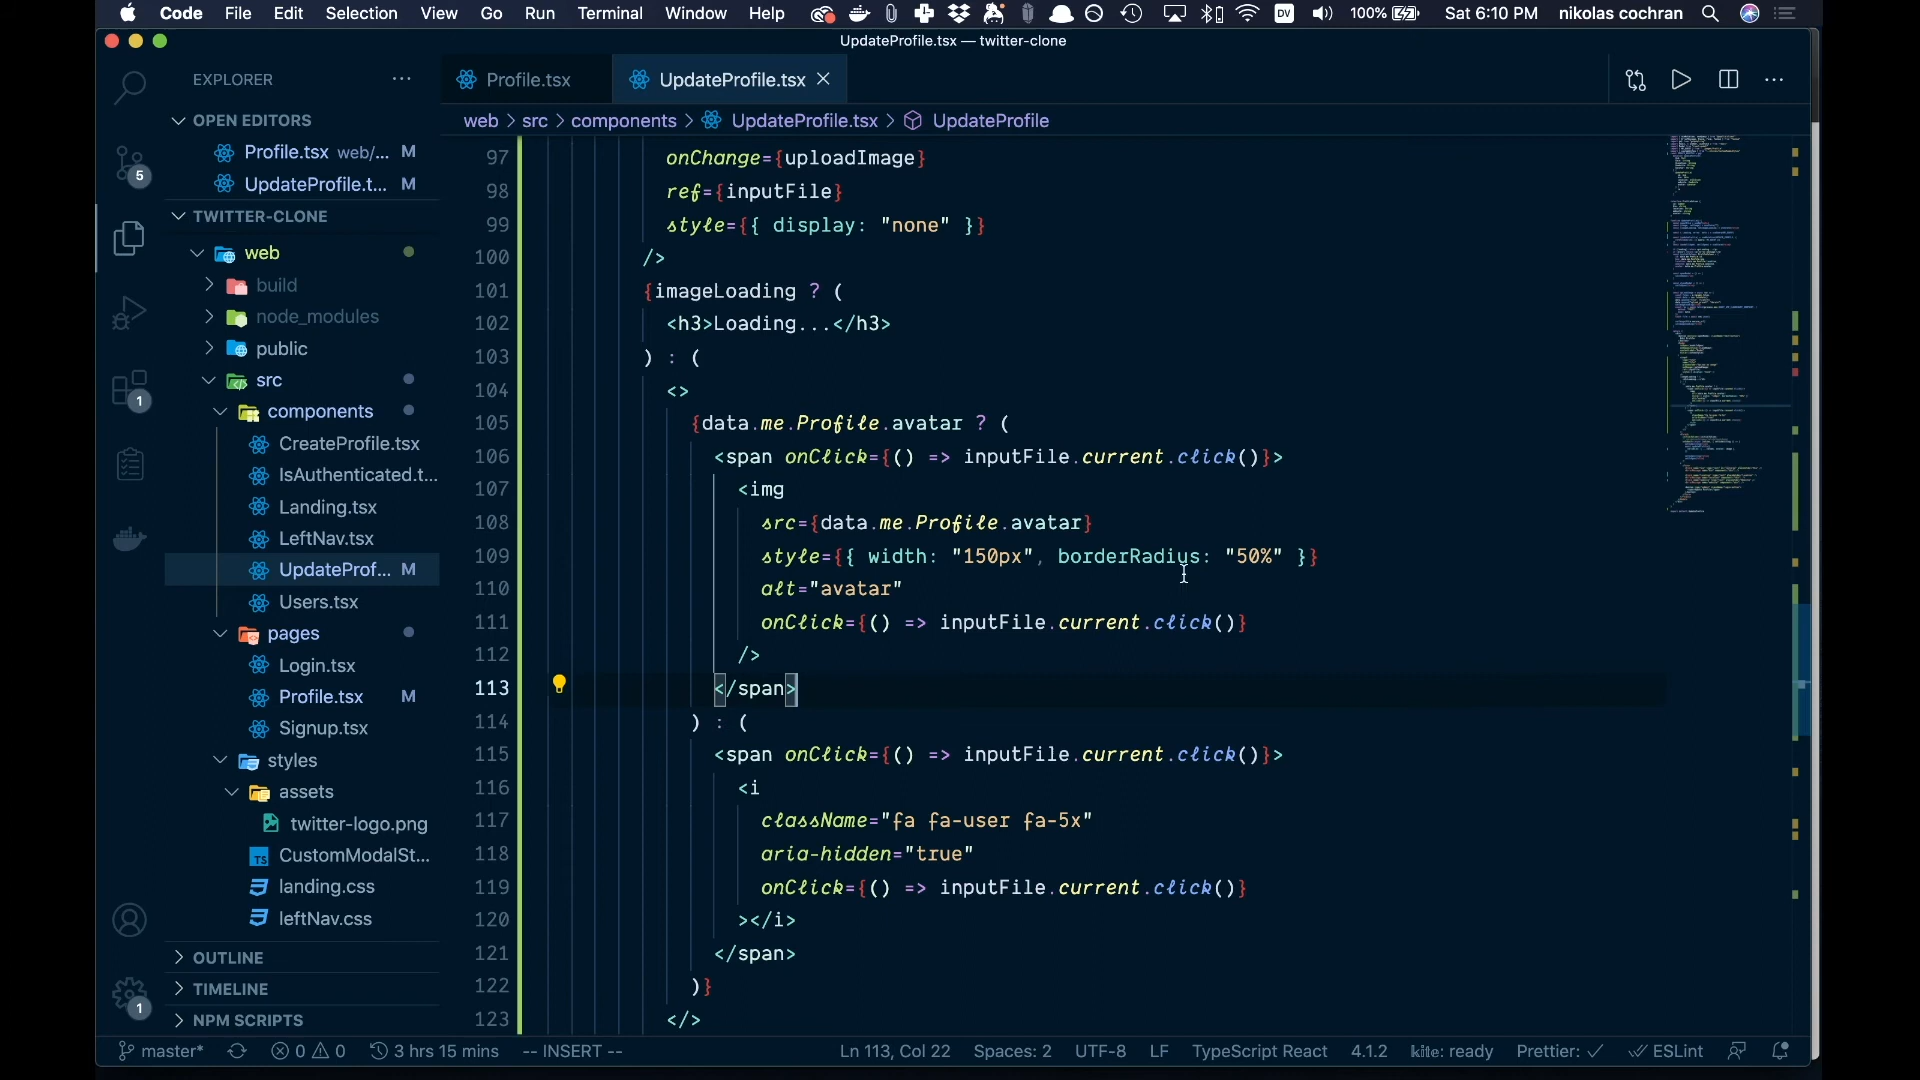 Code File Edit Selection View Go Run Terminal Window Help DV 100% Sat 6:10 PM nikolas cochran
UpdateProfile.tsx — twitter-clone
EXPLORER
Profile.tsx
UpdateProfile.tsx
OPEN EDITORS
web > src > components > UpdateProfile.tsx > UpdateProfile
Profile.tsx web/... M
UpdateProfile.t... M
5
TWITTER-CLONE
web
build
node_modules
public
src
components
1
CreateProfile.tsx
IsAuthenticated.t...
Landing.tsx
LeftNav.tsx
UpdateProf... M
Users.tsx
pages
Login.tsx
Profile.tsx M
Signup.tsx
styles
assets
twitter-logo.png
TS CustomModalSt...
landing.css
leftNav.css
OUTLINE
TIMELINE
1
NPM SCRIPTS
97 onChange={uploadImage}
98 ref={inputFile}
99 style={{ display: "none" }}
100 />
101 {imageLoading ? (
102 <h3>Loading...</h3>
103 ) : (
104 <>
105 {data.me.Profile.avatar ? (
106 <span onClick={() => inputFile.current.click()}>
107 <img
108 src={data.me.Profile.avatar}
109 style={{ width: "150px", borderRadius: "50%" }}
110 alt="avatar"
111 onClick={() => inputFile.current.click()}
112 />
113 </span>
114 ) : (
115 <span onClick={() => inputFile.current.click()}>
116 <i
117 className="fa fa-user fa-5x"
118 aria-hidden="true"
119 onClick={() => inputFile.current.click()}
120 ></i>
121 </span>
122 )}
123 </>
master* 0 0 3 hrs 15 mins -- INSERT -- Ln 113, Col 22 Spaces: 2 UTF-8 LF TypeScript React 4.1.2 kite: ready Prettier: ESLint